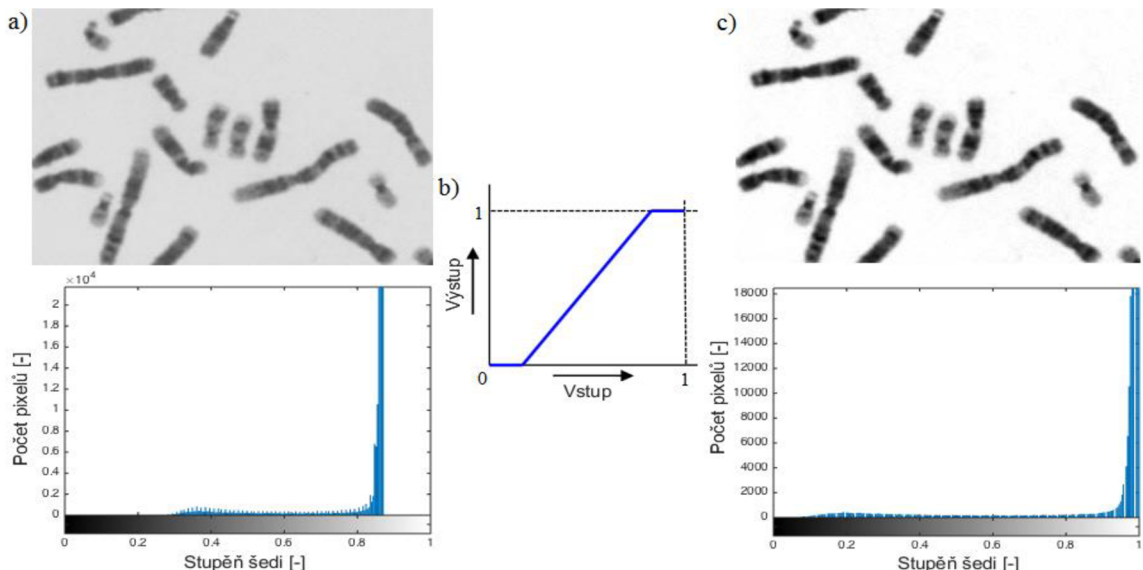 a)
×10⁴
2
1.8
1.6
1.4
1.2
1
0.8
0.6
0.4
0.2
0
Počet pixelů [-]
0 0.2 0.4 0.6 0.8 1
Stupěň šedi [-]
b)
1
Výstup
0 1
Vstup
c)
18000
16000
14000
12000
10000
8000
6000
4000
2000
0
Počet pixelů [-]
0 0.2 0.4 0.6 0.8 1
Stupěň šedi [-]